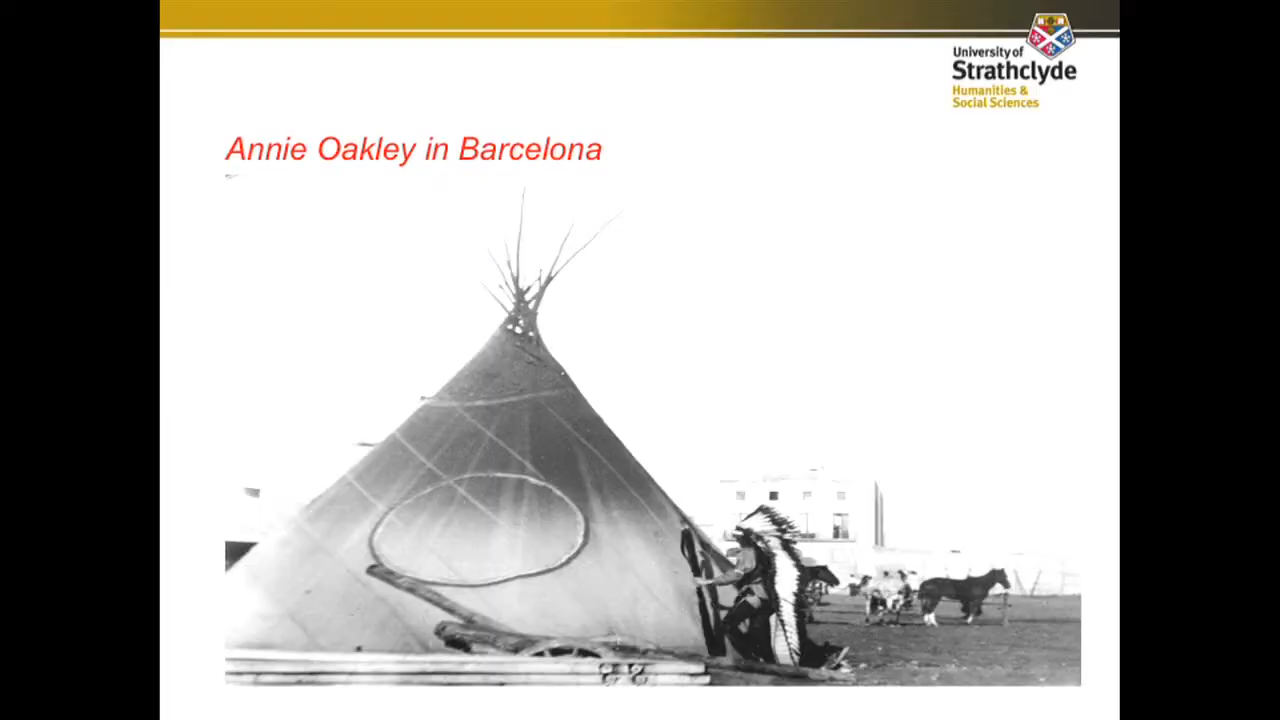 University of
Strathclyde
Humanities &
Social Sciences
Annie Oakley in Barcelona